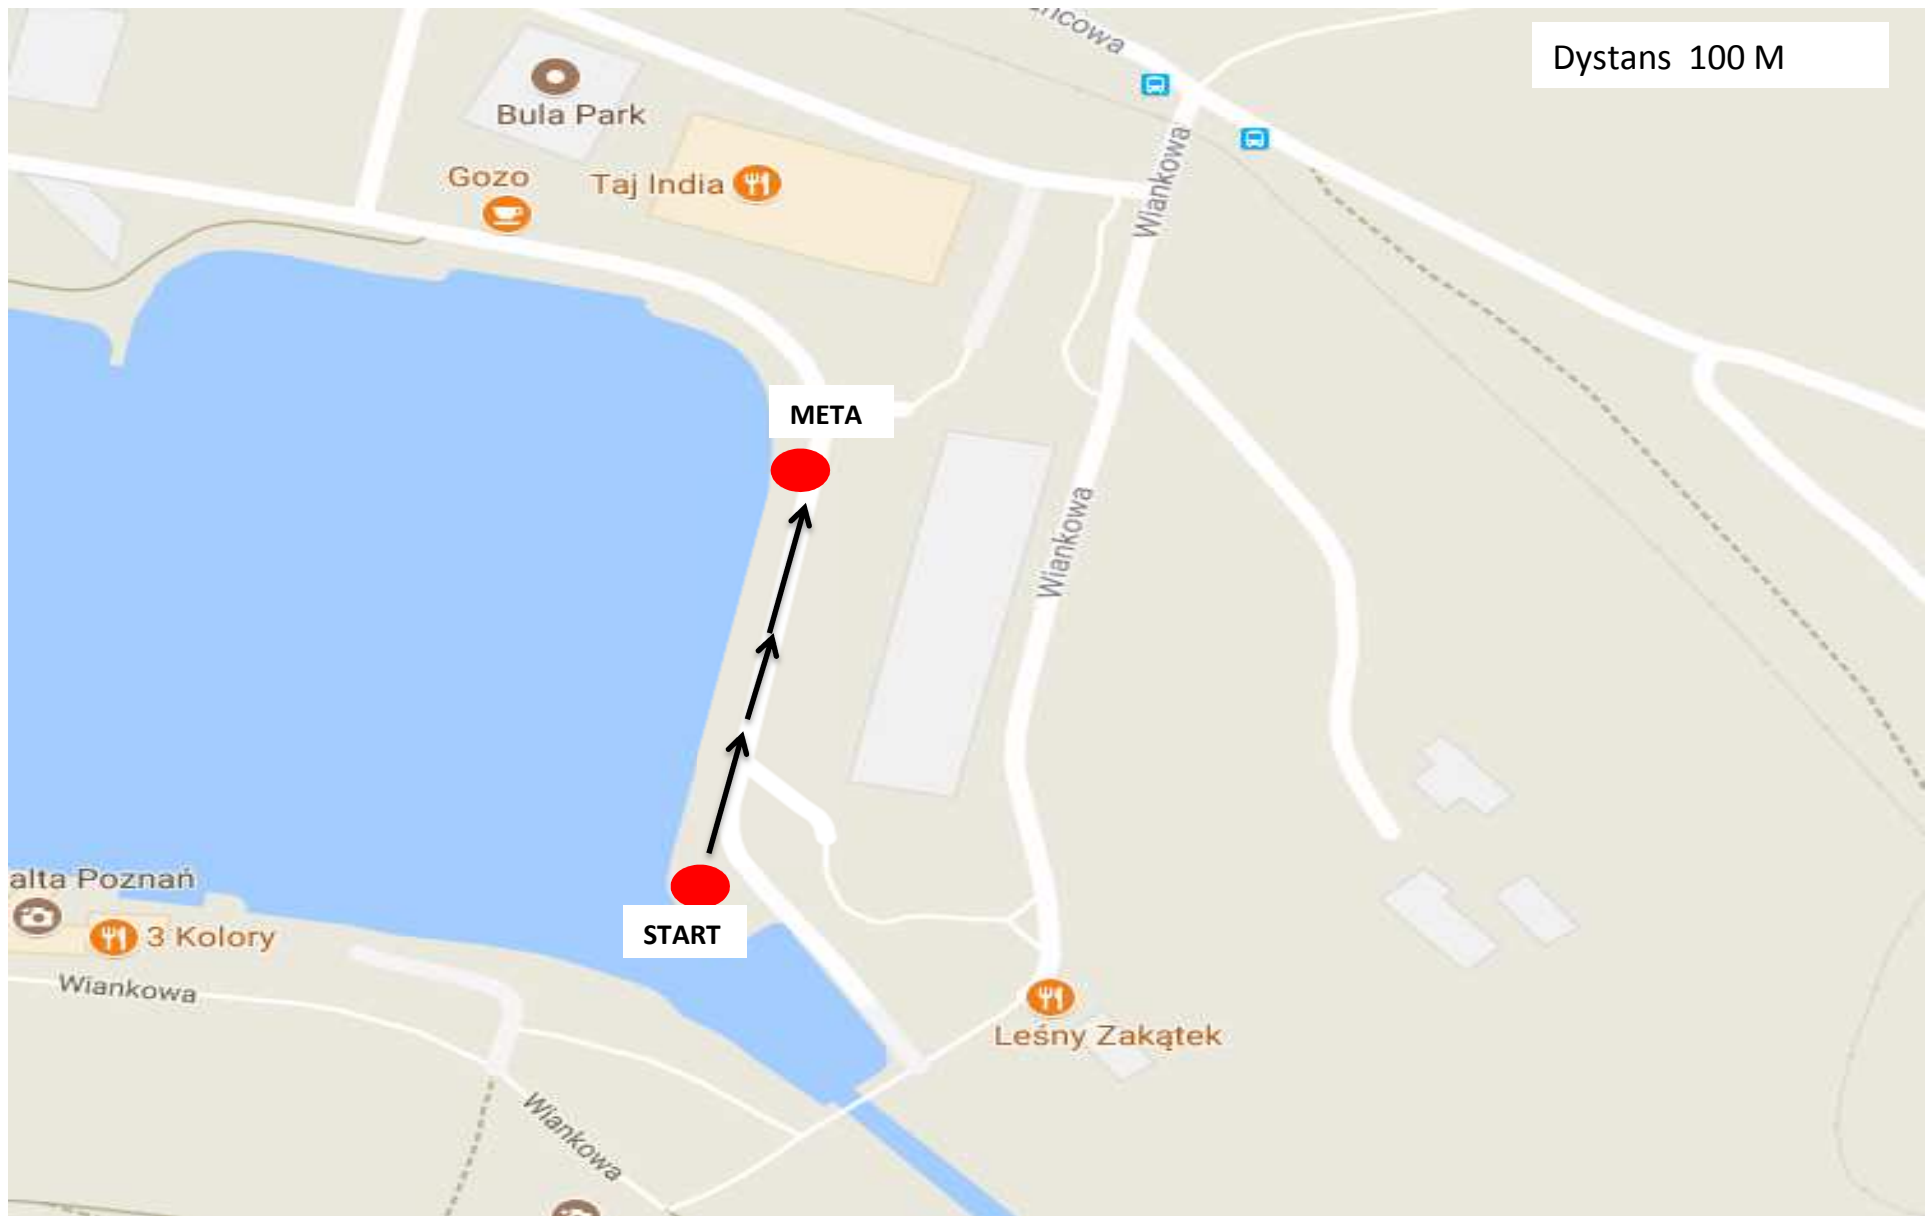 Dystans 100 M
Bula Park
Gozo
Taj India
Wiankowa
META
Wiankowa
START
alta Poznań
3 Kolory
Wiankowa
Leśny Zakątek
Wiankowa